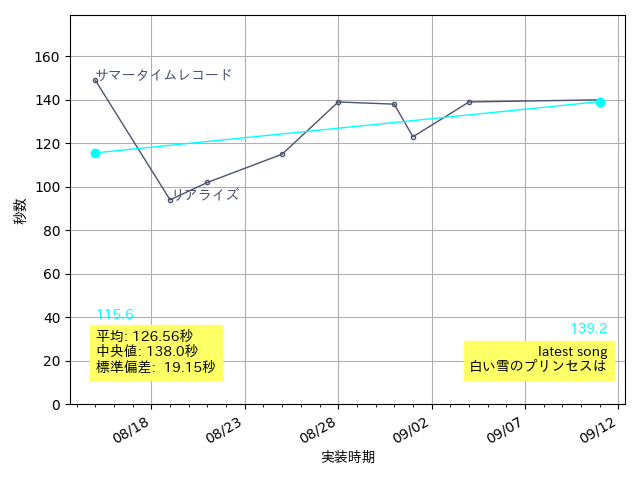 160
140
120
100
80
60
40
20
0
秒数
サマータイムレコード
リアライズ
115.6
139.2
平均: 126.56秒
中央値: 138.0秒
標準偏差: 19.15秒
latest song
白い雪のプリンセスは
08/18
08/23
08/28
09/02
09/07
09/12
実装時期